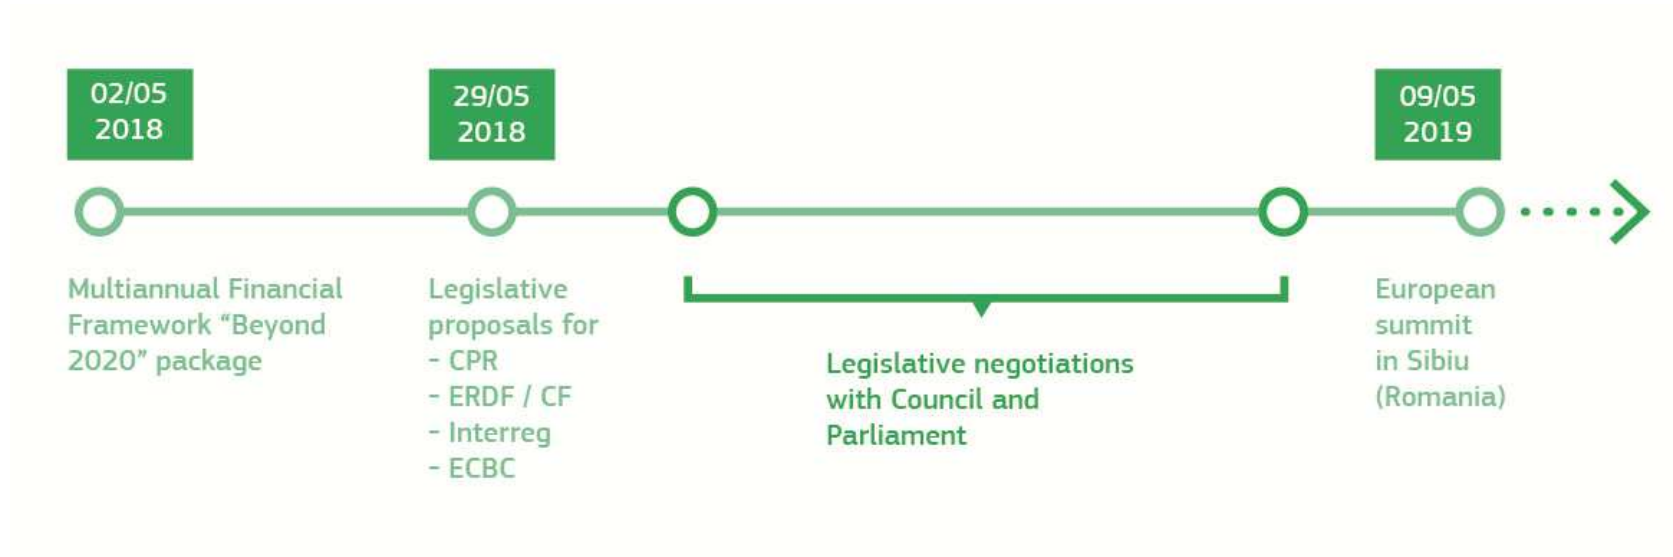 02/05
2018
29/05
2018
09/05
2019
Multiannual Financial
Framework “Beyond
2020” package
Legislative
proposals for
- CPR
- ERDF / CF
- Interreg
- ECBC
Legislative negotiations
with Council and
Parliament
European
summit
in Sibiu
(Romania)